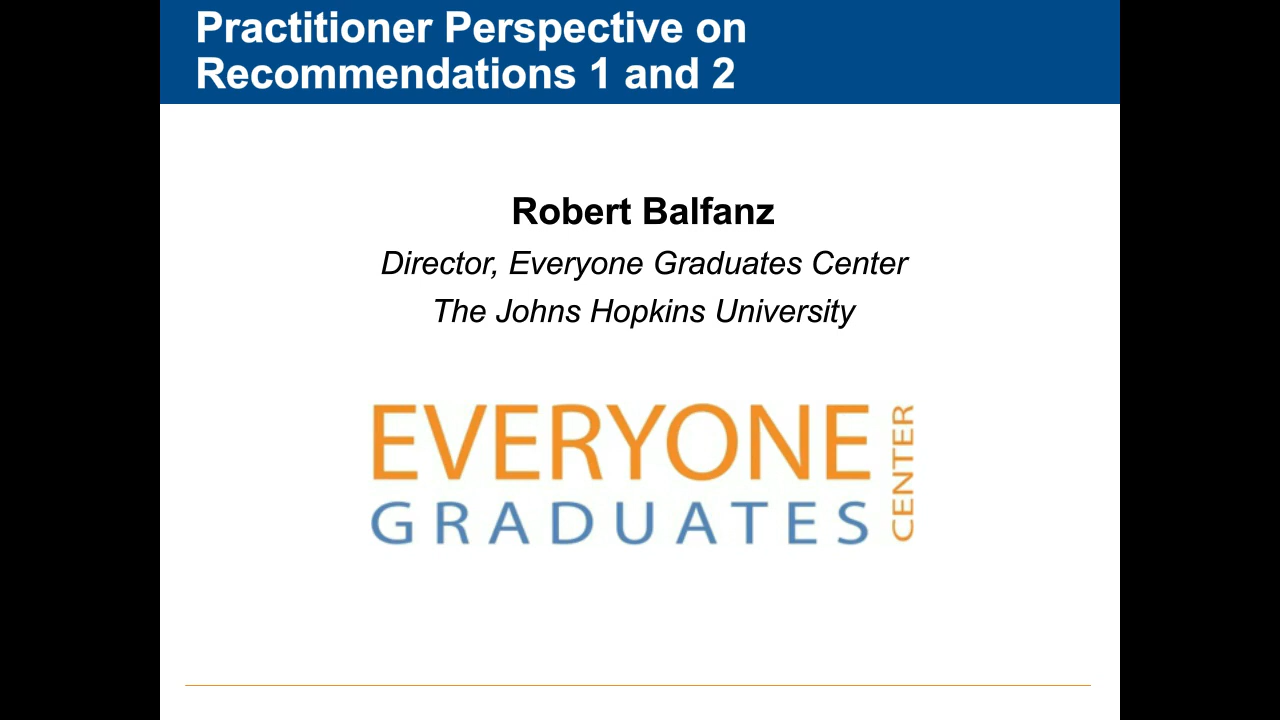 Practitioner Perspective on
Recommendations 1 and 2
Robert Balfanz
Director, Everyone Graduates Center
The Johns Hopkins University
EVERYONE
GRADUATES
CENTER